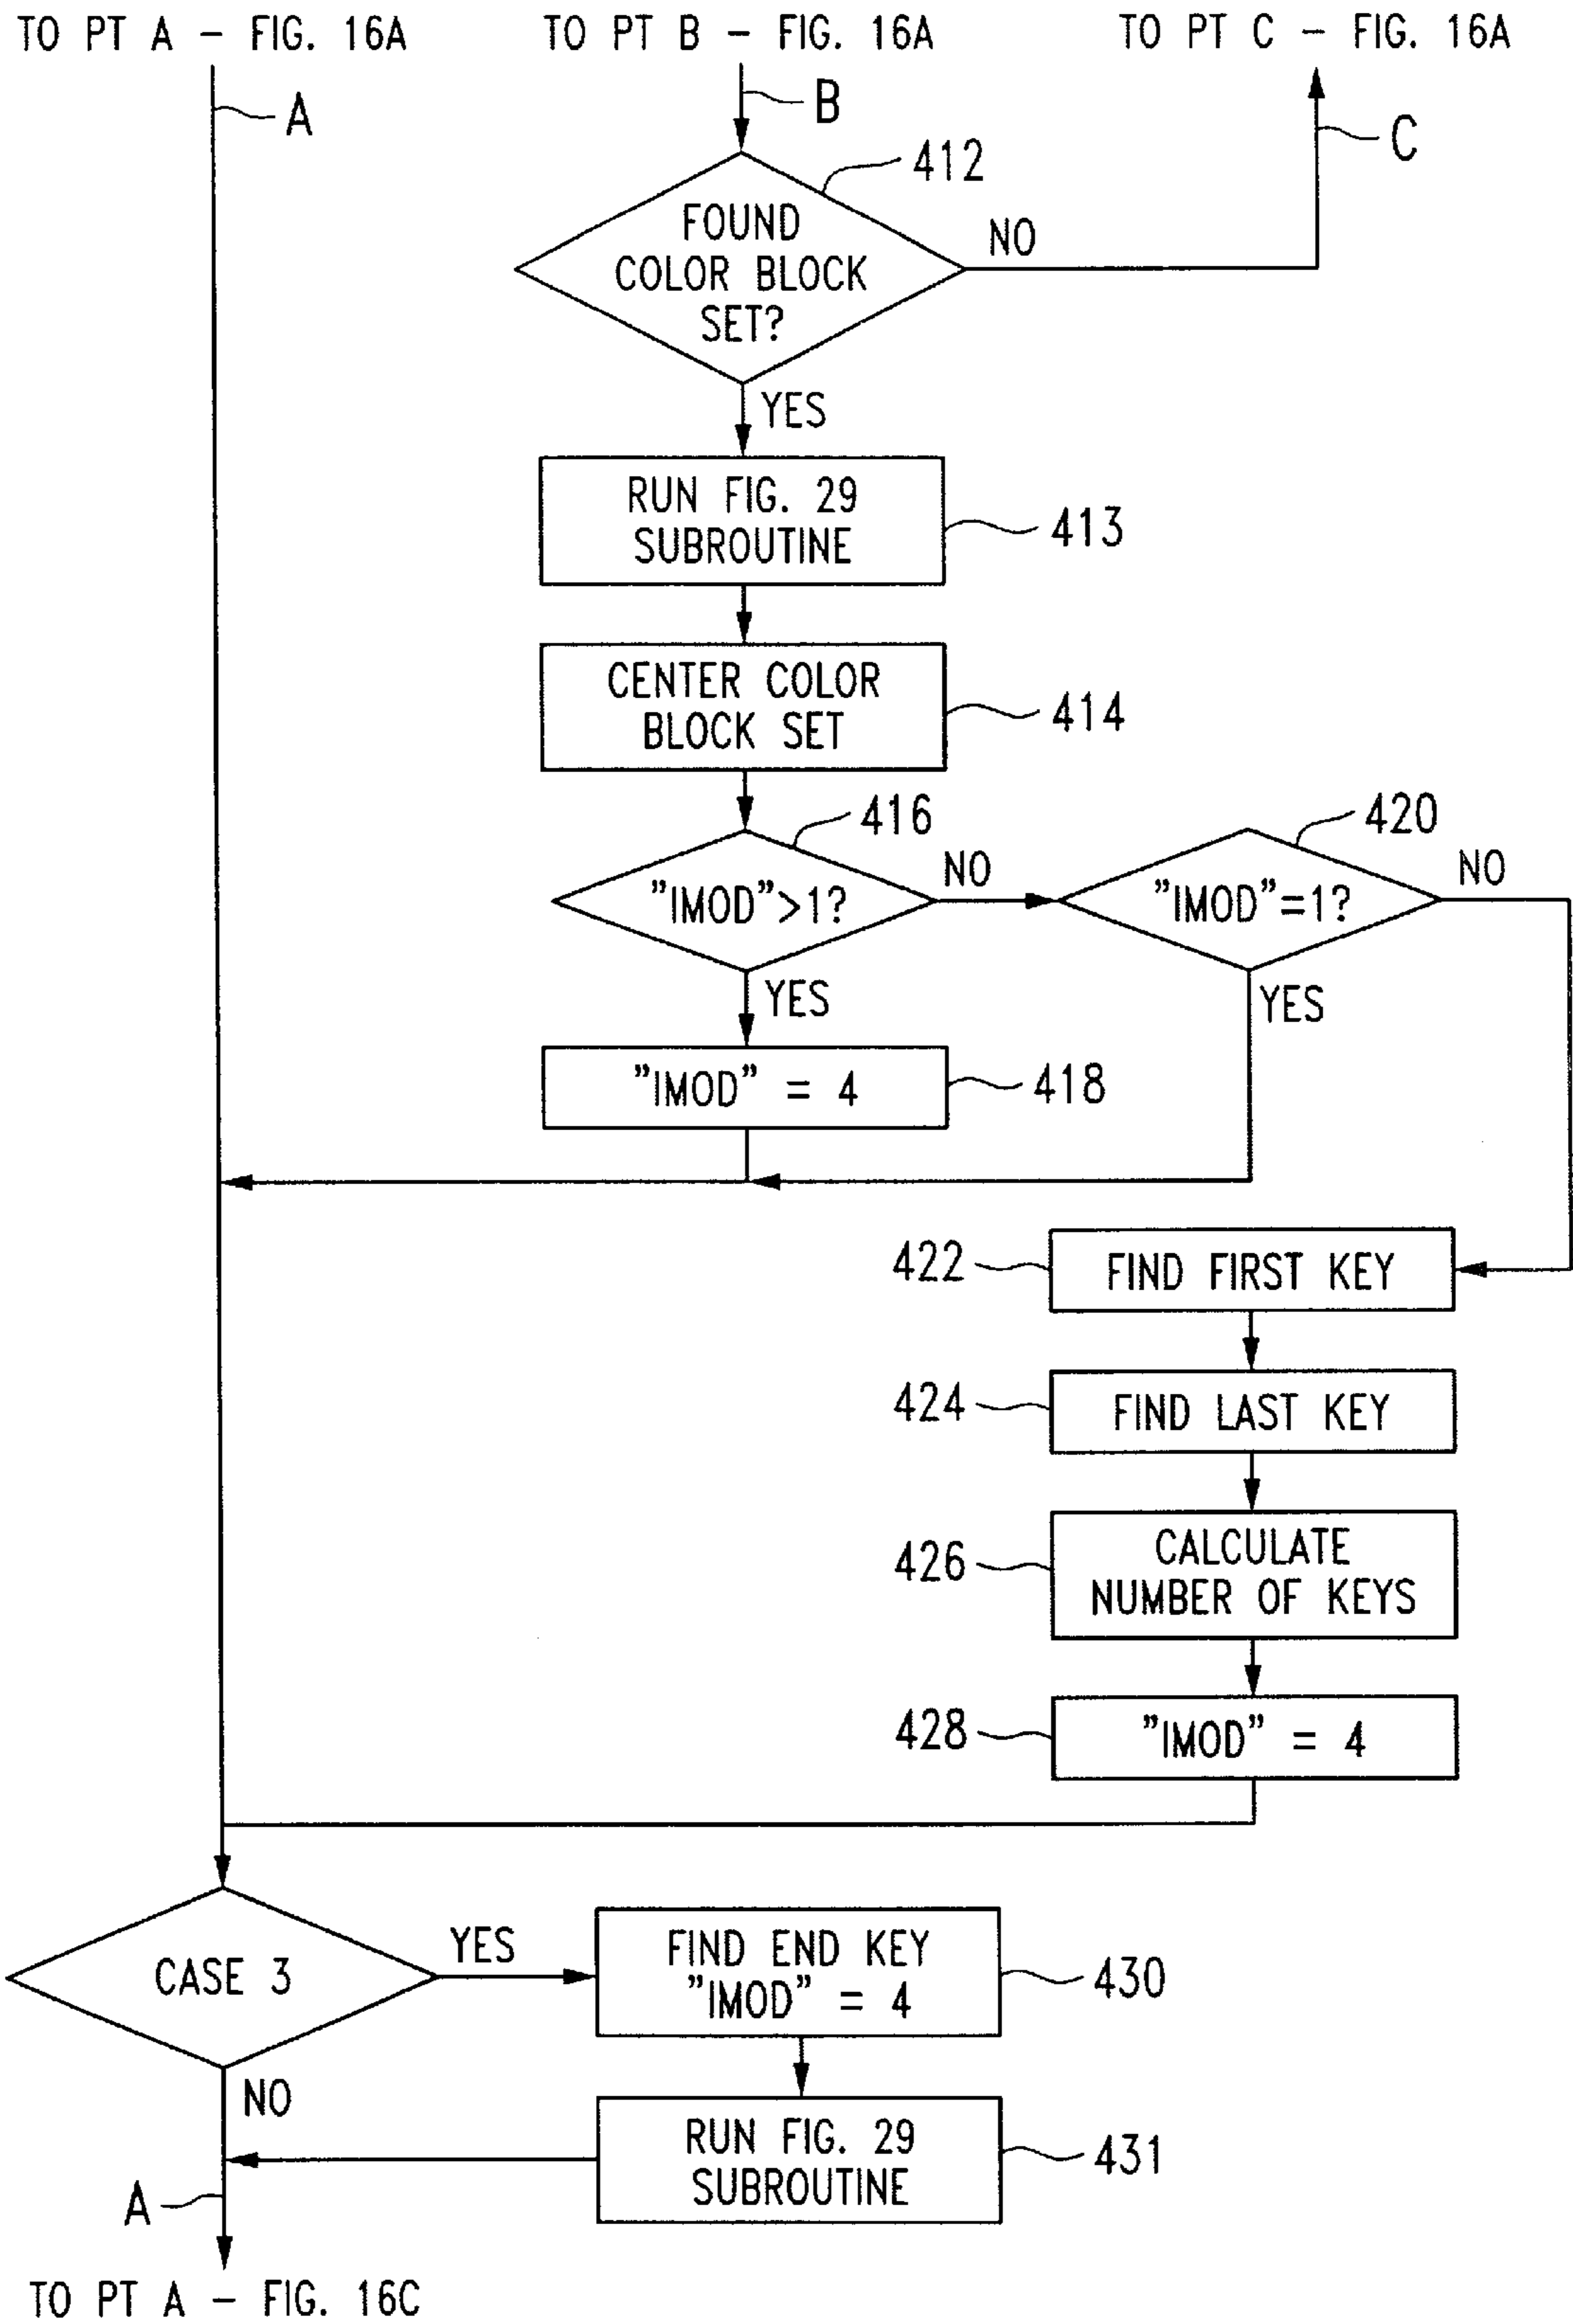 TO PT A - FIG. 16A
TO PT B - FIG. 16A
TO PT C - FIG. 16A
A
B
C
412
FOUND
COLOR BLOCK
SET?
NO
YES
RUN FIG. 29
SUBROUTINE
413
CENTER COLOR
BLOCK SET
414
416
"IMOD">1?
NO
420
"IMOD"=1?
NO
YES
YES
"IMOD" = 4
418
422
FIND FIRST KEY
424
FIND LAST KEY
426
CALCULATE
NUMBER OF KEYS
428
"IMOD" = 4
CASE 3
YES
FIND END KEY
"IMOD" = 4
430
NO
RUN FIG. 29
SUBROUTINE
431
A
TO PT A - FIG. 16C